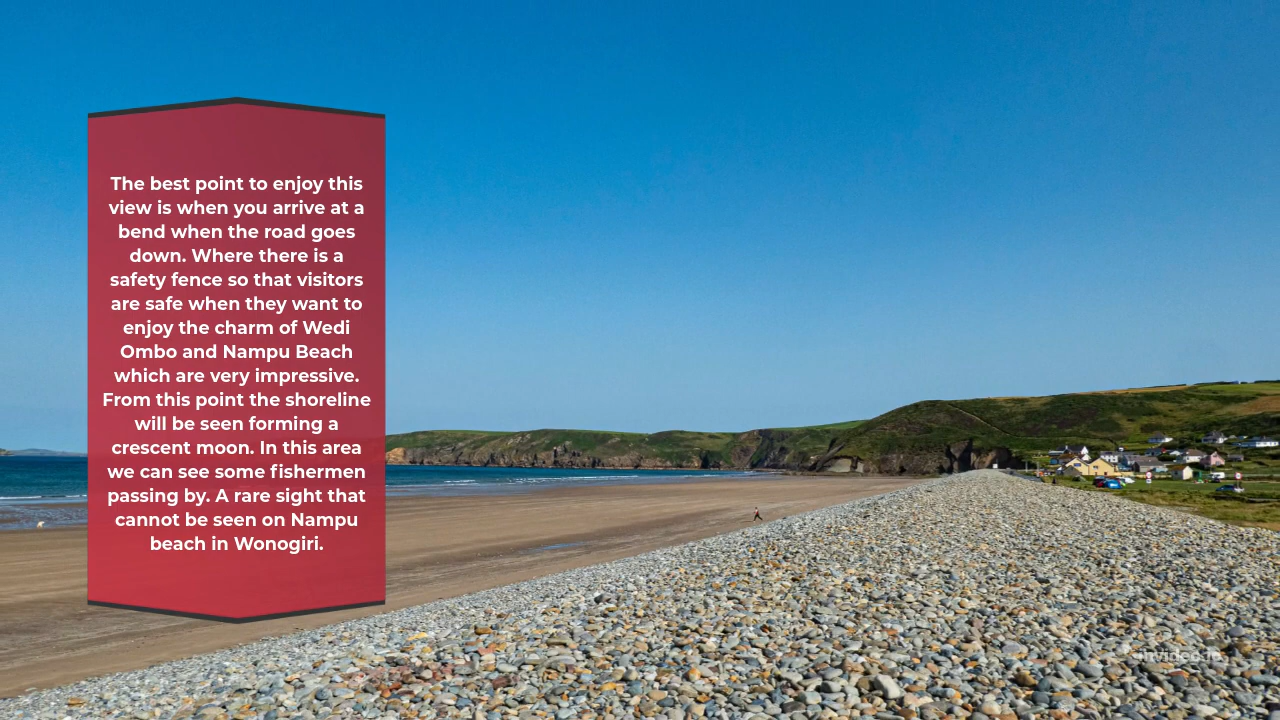 The best point to enjoy this
view is when you arrive at a
bend when the road goes
down. Where there is a
safety fence so that visitors
are safe when they want to
enjoy the charm of Wedi
Ombo and Nampu Beach
which are very impressive.
From this point the shoreline
will be seen forming a
crescent moon. In this area
we can see some fishermen
passing by. A rare sight that
cannot be seen on Nampu
beach in Wonogiri.
invideo.io